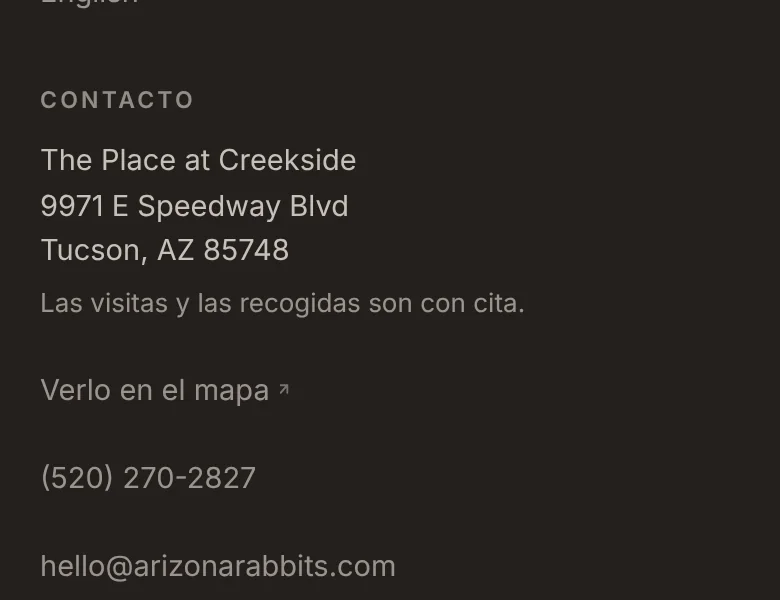 English
CONTACTO
The Place at Creekside
9971 E Speedway Blvd
Tucson, AZ 85748
Las visitas y las recogidas son con cita.
Verlo en el mapa ↗
(520) 270-2827
hello@arizonarabbits.com